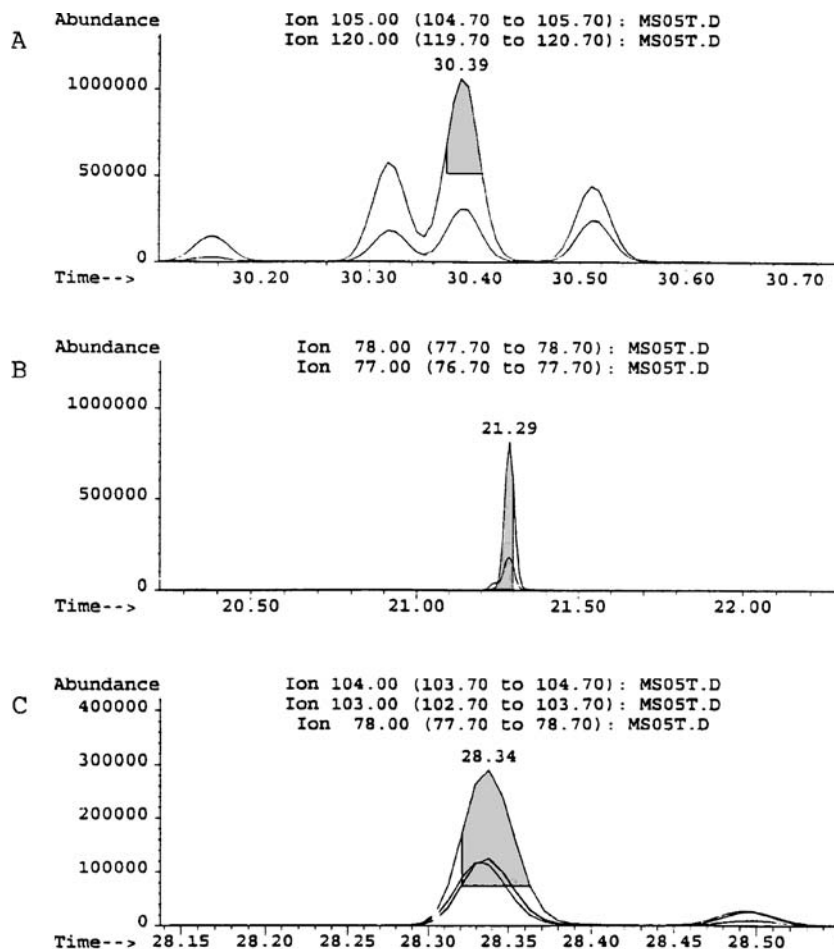 A
Abundance
Ion 105.00 (104.70 to 105.70): MS05T.D
Ion 120.00 (119.70 to 120.70): MS05T.D
30.39
1000000
500000
0
Time--> 30.20 30.30 30.40 30.50 30.60 30.70
B
Abundance
Ion 78.00 (77.70 to 78.70): MS05T.D
Ion 77.00 (76.70 to 77.70): MS05T.D
1000000
21.29
500000
0
Time--> 20.50 21.00 21.50 22.00
C
Abundance
Ion 104.00 (103.70 to 104.70): MS05T.D
400000
Ion 103.00 (102.70 to 103.70): MS05T.D
Ion 78.00 (77.70 to 78.70): MS05T.D
28.34
300000
200000
100000
0
Time--> 28.15 28.20 28.25 28.30 28.35 28.40 28.45 28.50